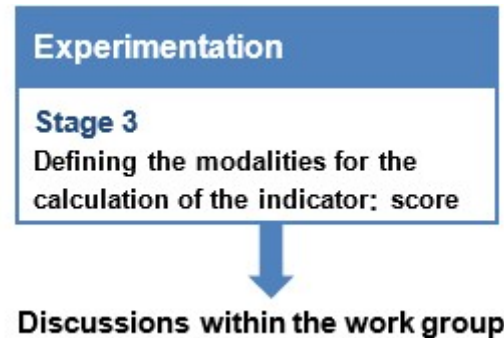 Experimentation
Stage 3
Defining the modalities for the
calculation of the indicator: score
Discussions within the work group